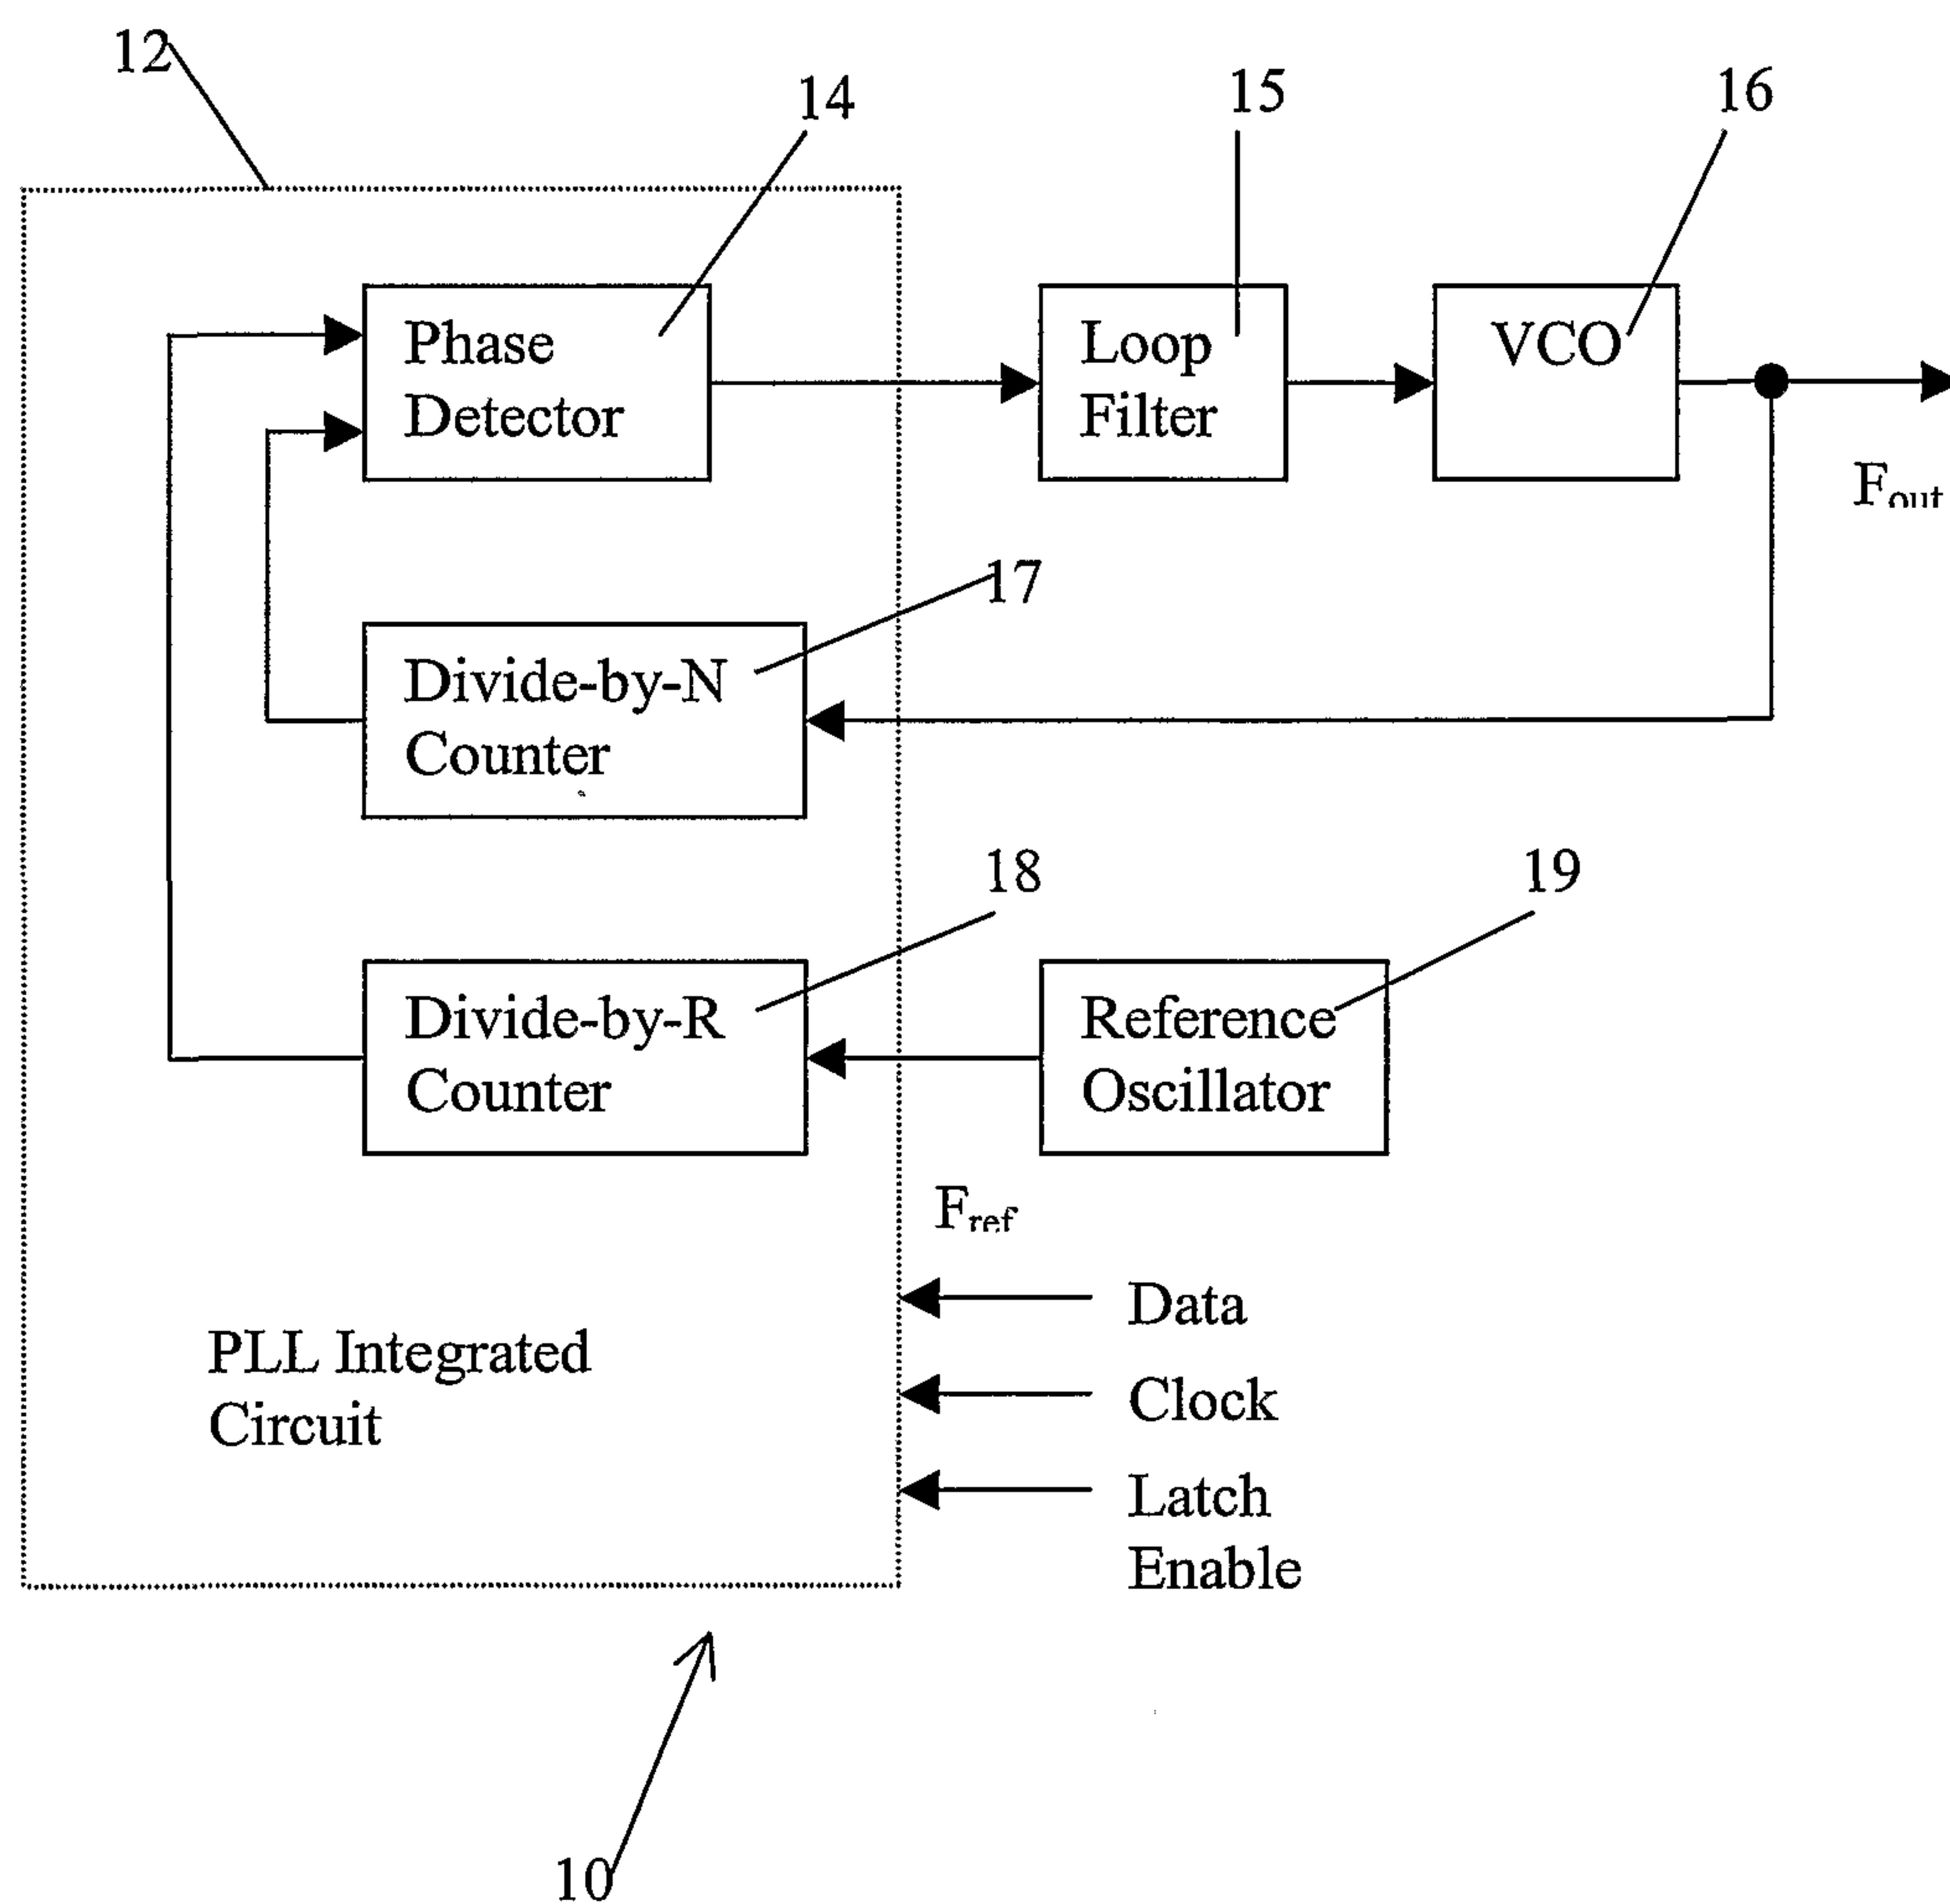 12
14
15
16
Phase
Detector
Loop
Filter
VCO
Fout
17
Divide-by-N
Counter
18
19
Divide-by-R
Counter
Reference
Oscillator
Fref
Data
PLL Integrated
Circuit
Clock
Latch
Enable
10